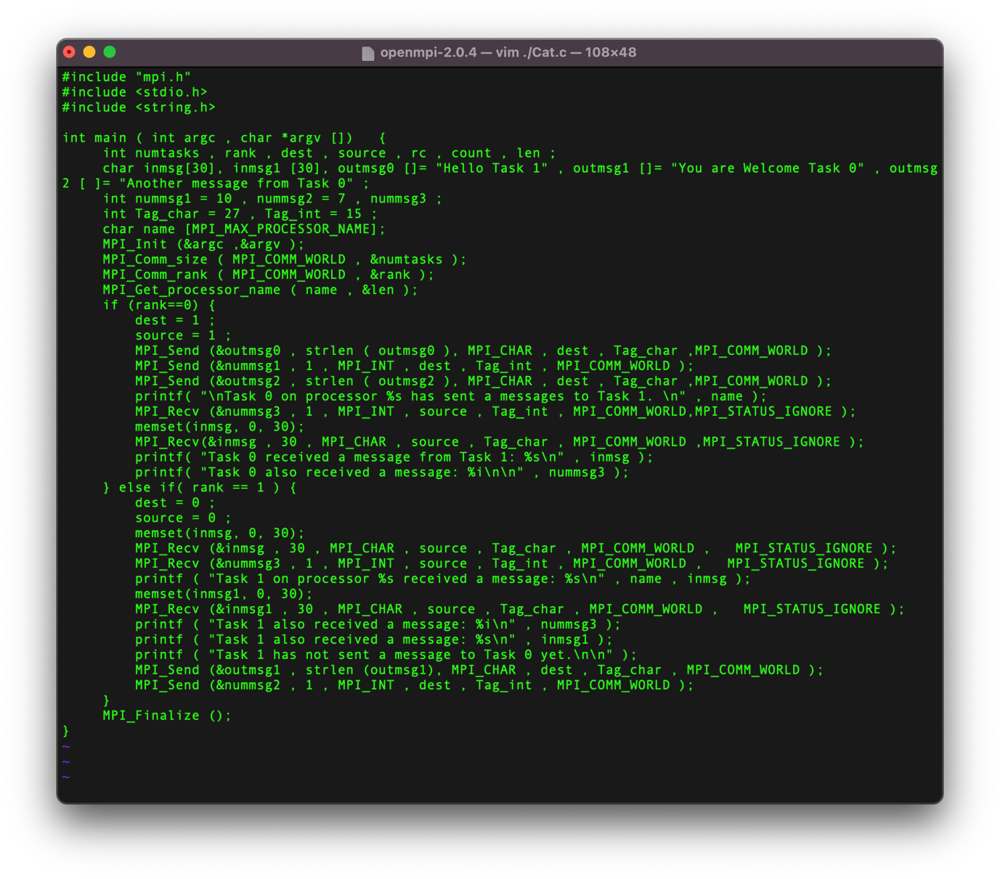 openmpi-2.0.4 — vim ./Cat.c — 108×48
#include "mpi.h"
#include <stdio.h>
#include <string.h>

int main ( int argc , char *argv [])   {
     int numtasks , rank , dest , source , rc , count , len ;
     char inmsg[30], inmsg1 [30], outmsg0 []= "Hello Task 1" , outmsg1 []= "You are Welcome Task 0" , outmsg
2 [ ]= "Another message from Task 0" ;
     int nummsg1 = 10 , nummsg2 = 7 , nummsg3 ;
     int Tag_char = 27 , Tag_int = 15 ;
     char name [MPI_MAX_PROCESSOR_NAME];
     MPI_Init (&argc ,&argv );
     MPI_Comm_size ( MPI_COMM_WORLD , &numtasks );
     MPI_Comm_rank ( MPI_COMM_WORLD , &rank );
     MPI_Get_processor_name ( name , &len );
     if (rank==0) {
         dest = 1 ;
         source = 1 ;
         MPI_Send (&outmsg0 , strlen ( outmsg0 ), MPI_CHAR , dest , Tag_char ,MPI_COMM_WORLD );
         MPI_Send (&nummsg1 , 1 , MPI_INT , dest , Tag_int , MPI_COMM_WORLD );
         MPI_Send (&outmsg2 , strlen ( outmsg2 ), MPI_CHAR , dest , Tag_char ,MPI_COMM_WORLD );
         printf( "\nTask 0 on processor %s has sent a messages to Task 1. \n" , name );
         MPI_Recv (&nummsg3 , 1 , MPI_INT , source , Tag_int , MPI_COMM_WORLD,MPI_STATUS_IGNORE );
         memset(inmsg, 0, 30);
         MPI_Recv(&inmsg , 30 , MPI_CHAR , source , Tag_char , MPI_COMM_WORLD ,MPI_STATUS_IGNORE );
         printf( "Task 0 received a message from Task 1: %s\n" , inmsg );
         printf( "Task 0 also received a message: %i\n\n" , nummsg3 );
     } else if( rank == 1 ) {
         dest = 0 ;
         source = 0 ;
         memset(inmsg, 0, 30);
         MPI_Recv (&inmsg , 30 , MPI_CHAR , source , Tag_char , MPI_COMM_WORLD ,   MPI_STATUS_IGNORE );
         MPI_Recv (&nummsg3 , 1 , MPI_INT , source , Tag_int , MPI_COMM_WORLD ,   MPI_STATUS_IGNORE );
         printf ( "Task 1 on processor %s received a message: %s\n" , name , inmsg );
         memset(inmsg1, 0, 30);
         MPI_Recv (&inmsg1 , 30 , MPI_CHAR , source , Tag_char , MPI_COMM_WORLD ,   MPI_STATUS_IGNORE );
         printf ( "Task 1 also received a message: %i\n" , nummsg3 );
         printf ( "Task 1 also received a message: %s\n" , inmsg1 );
         printf ( "Task 1 has not sent a message to Task 0 yet.\n\n" );
         MPI_Send (&outmsg1 , strlen (outmsg1), MPI_CHAR , dest , Tag_char , MPI_COMM_WORLD );
         MPI_Send (&nummsg2 , 1 , MPI_INT , dest , Tag_int , MPI_COMM_WORLD );
     }
     MPI_Finalize ();
}
~
~
~